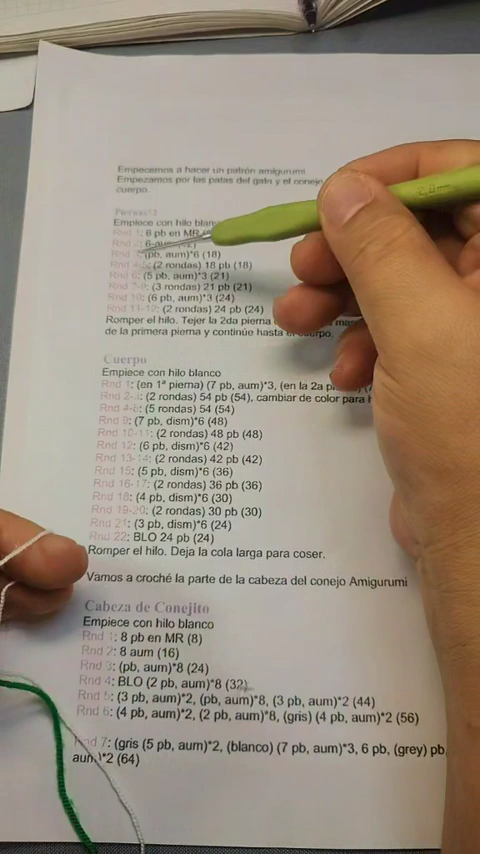 Empecemos a hacer un patrón amigurumi
Empezamos por las patas del gato y el conejo
cuerpo.
Piernas*2
Empiece con hilo blanco
Rnd 1: 6 pb en MR
Rnd 2: 6 aum (12)
Rnd 3: (pb, aum)*6 (18)
Rnd 4-5: (2 rondas) 18 pb (18)
Rnd 6: (5 pb, aum)*3 (21)
Rnd 7-9: (3 rondas) 21 pb (21)
Rnd 10: (6 pb, aum)*3 (24)
Rnd 11-12: (2 rondas) 24 pb (24)
Romper el hilo. Tejer la 2da pierna
de la primera pierna y continúe hasta el cuerpo.
Cuerpo
Empiece con hilo blanco
Rnd 1: (en 1ª pierna) (7 pb, aum)*3, (en la 2a
Rnd 2-3: (2 rondas) 54 pb (54), cambiar de color para
Rnd 4-8: (5 rondas) 54 (54)
Rnd 9: (7 pb, dism)*6 (48)
Rnd 10-11: (2 rondas) 48 pb (48)
Rnd 12: (6 pb, dism)*6 (42)
Rnd 13-14: (2 rondas) 42 pb (42)
Rnd 15: (5 pb, dism)*6 (36)
Rnd 16-17: (2 rondas) 36 pb (36)
Rnd 18: (4 pb, dism)*6 (30)
Rnd 19-20: (2 rondas) 30 pb (30)
Rnd 21: (3 pb, dism)*6 (24)
Rnd 22: BLO 24 pb (24)
Romper el hilo. Deja la cola larga para coser.
Vamos a croché la parte de la cabeza del conejo Amigurumi
Cabeza de Conejito
Empiece con hilo blanco
Rnd 1: 8 pb en MR (8)
Rnd 2: 8 aum (16)
Rnd 3: (pb, aum)*8 (24)
Rnd 4: BLO (2 pb, aum)*8 (32)
Rnd 5: (3 pb, aum)*2, (pb, aum)*8, (3 pb, aum)*2 (44)
Rnd 6: (4 pb, aum)*2, (2 pb, aum)*8, (gris) (4 pb, aum)*2 (56)
Rnd 7: (gris (5 pb, aum)*2, (blanco) (7 pb, aum)*3, 6 pb, (grey) pb,
aum)*2 (64)